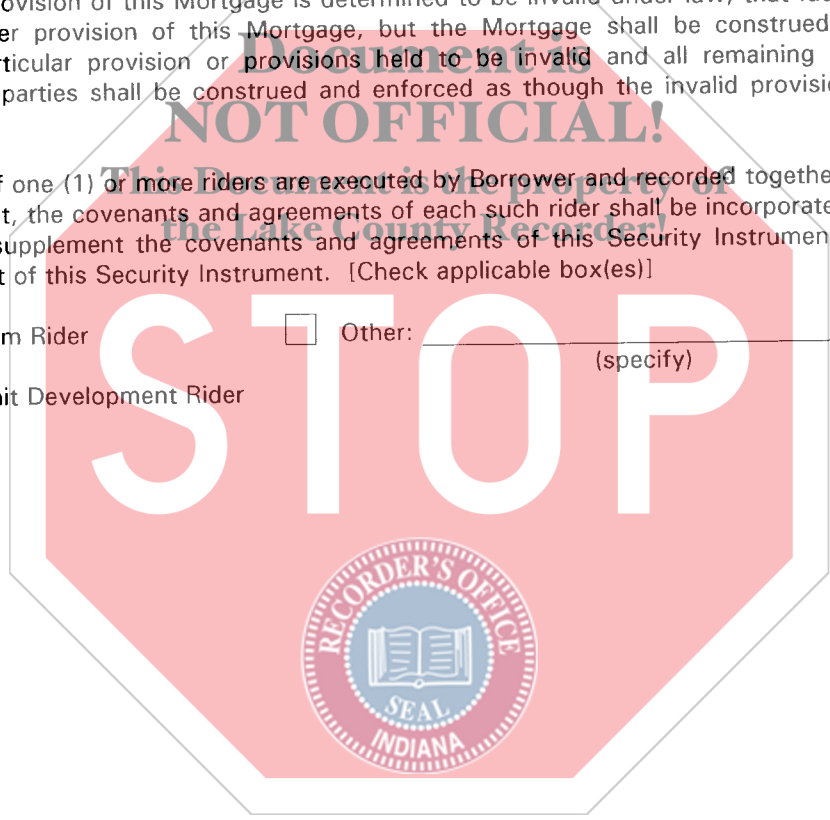 ovision of this Mortgage is determined to be invalid under law, that
er provision of this Mortgage, but the Mortgage shall be construed
rticular provision or provisions held to be invalid and all remaining
parties shall be construed and enforced as though the invalid provisi
Document is
NOT OFFICIAL!
This Document is the property of
the Lake County Recorder!
f one (1) or more riders are executed by Borrower and recorded togethe
t, the covenants and agreements of each such rider shall be incorporate
supplement the covenants and agreements of this Security Instrumen
t of this Security Instrument. [Check applicable box(es)]
m Rider Other:
(specify)
it Development Rider
STOP
RECORDER'S OFFICE
SEAL
INDIANA